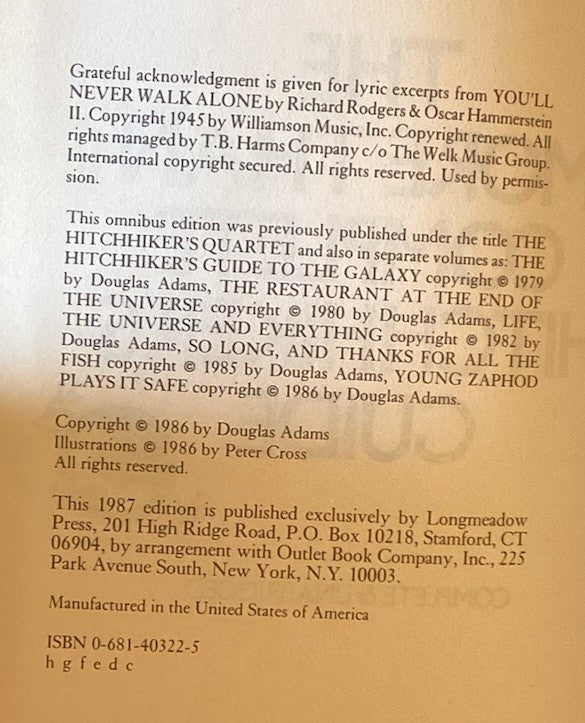 Grateful acknowledgment is given for lyric excerpts from YOU'LL
NEVER WALK ALONE by Richard Rodgers & Oscar Hammerstein
II. Copyright 1945 by Williamson Music, Inc. Copyright renewed. All
rights managed by T.B. Harms Company c/o The Welk Music Group.
International copyright secured. All rights reserved. Used by permis-
sion.
This omnibus edition was previously published under the title THE
HITCHHIKER'S QUARTET and also in separate volumes as: THE
HITCHHIKER'S GUIDE TO THE GALAXY copyright © 1979
by Douglas Adams, THE RESTAURANT AT THE END OF
THE UNIVERSE copyright © 1980 by Douglas Adams, LIFE,
THE UNIVERSE AND EVERYTHING copyright © 1982 by
Douglas Adams, SO LONG, AND THANKS FOR ALL THE
FISH copyright © 1985 by Douglas Adams, YOUNG ZAPHOD
PLAYS IT SAFE copyright © 1986 by Douglas Adams.
Copyright © 1986 by Douglas Adams
Illustrations © 1986 by Peter Cross
All rights reserved.
This 1987 edition is published exclusively by Longmeadow
Press, 201 High Ridge Road, P.O. Box 10218, Stamford, CT
06904, by arrangement with Outlet Book Company, Inc., 225
Park Avenue South, New York, N.Y. 10003.
Manufactured in the United States of America
ISBN 0-681-40322-5
h g f e d c